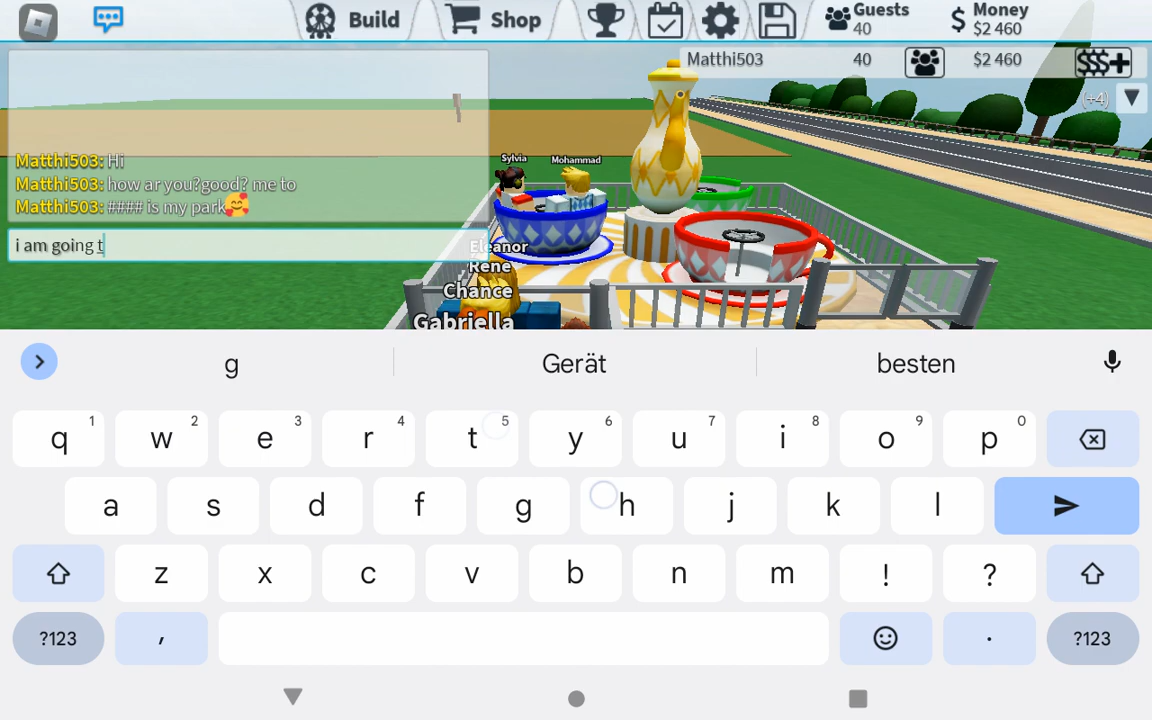 Build
Shop
Guests
40
Money
$2 460
Matthi503 40 $2 460
$$$+
(+4)
Matthi503: Hi
Matthi503: how ar you?good? me to
Matthi503: #### is my park🥰
i am going t
Sylvia
Mohammad
Eleanor
Rene
Chance
Gabriella
g Gerät besten
q 1 w 2 e 3 r 4 t 5 y 6 u 7 i 8 o 9 p 0
a s d f g h j k l
z x c v b n m ! ?
?123 , . ?123